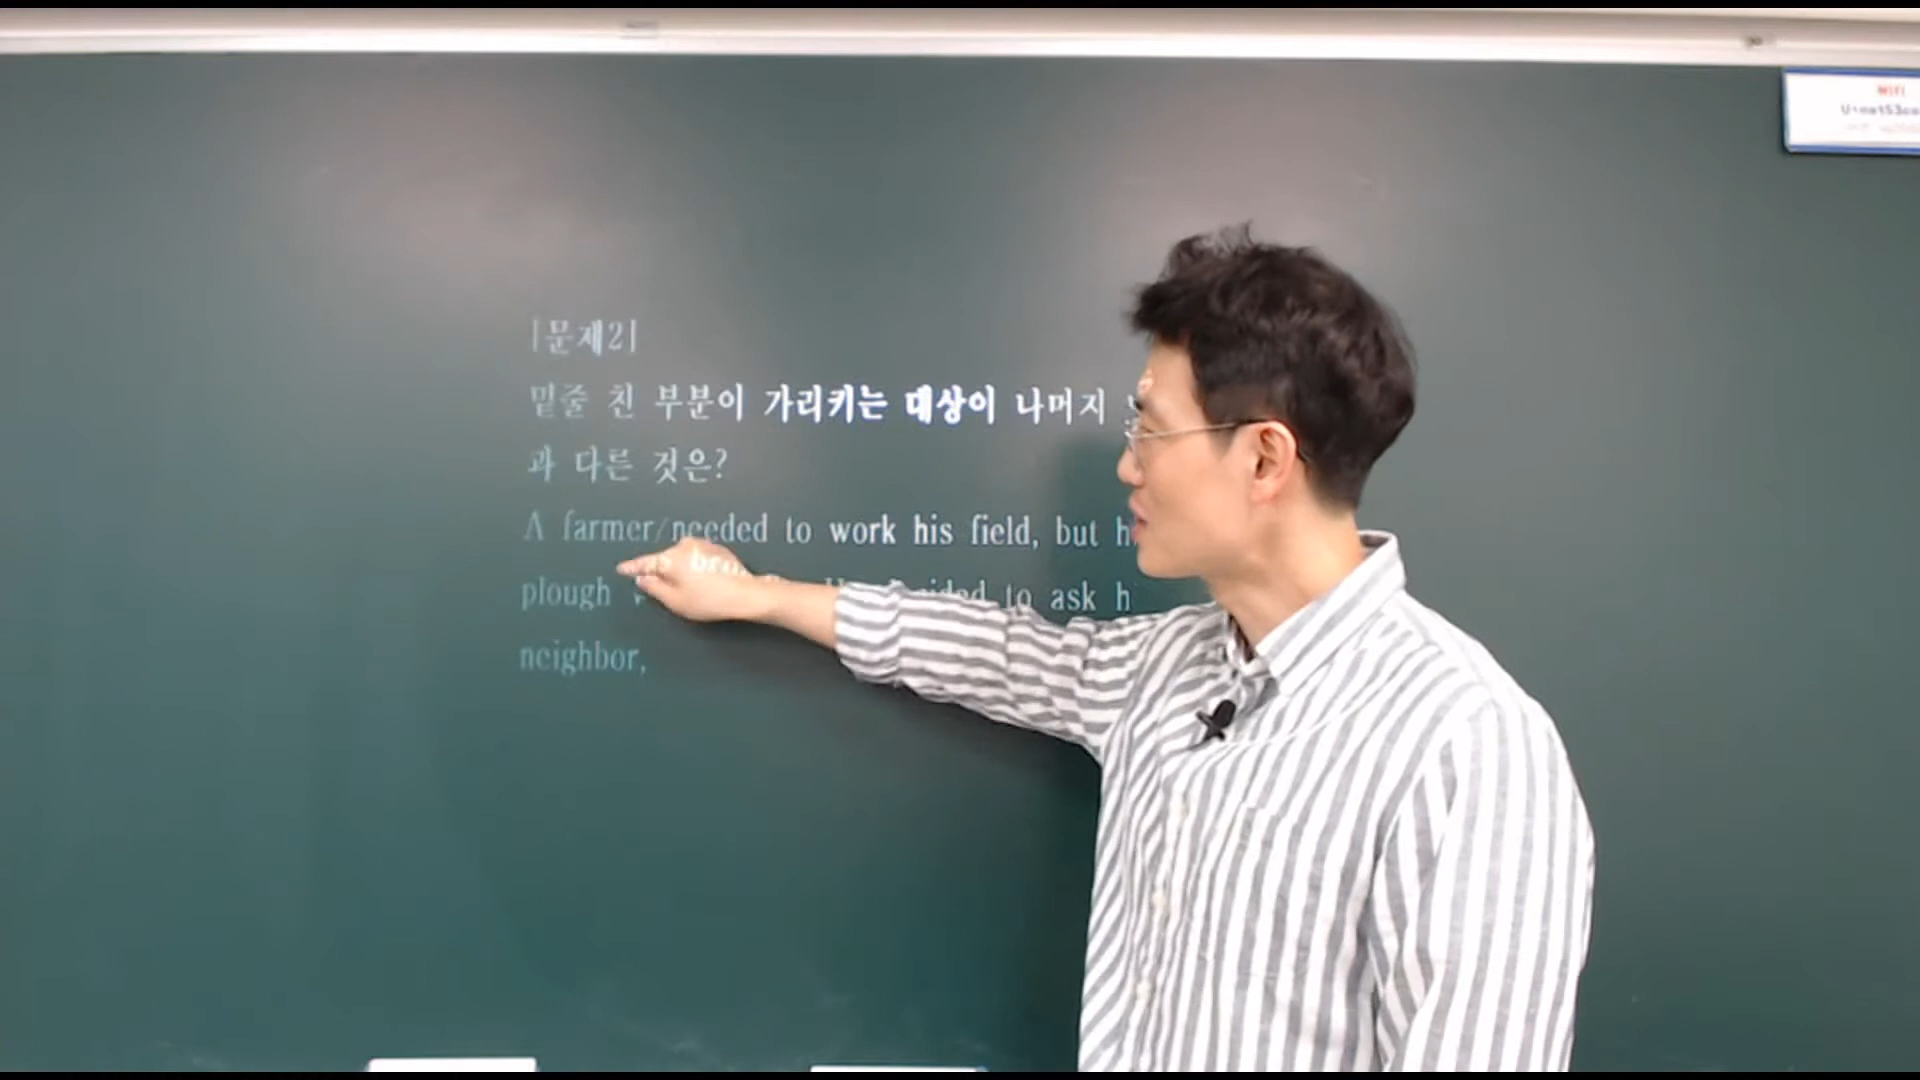 [문제2]
밑줄 친 부분이 가리키는 대상이 나머지
과 다른 것은?
A farmer/needed to work his field, but
plough to ask
neighbor,
Wifi